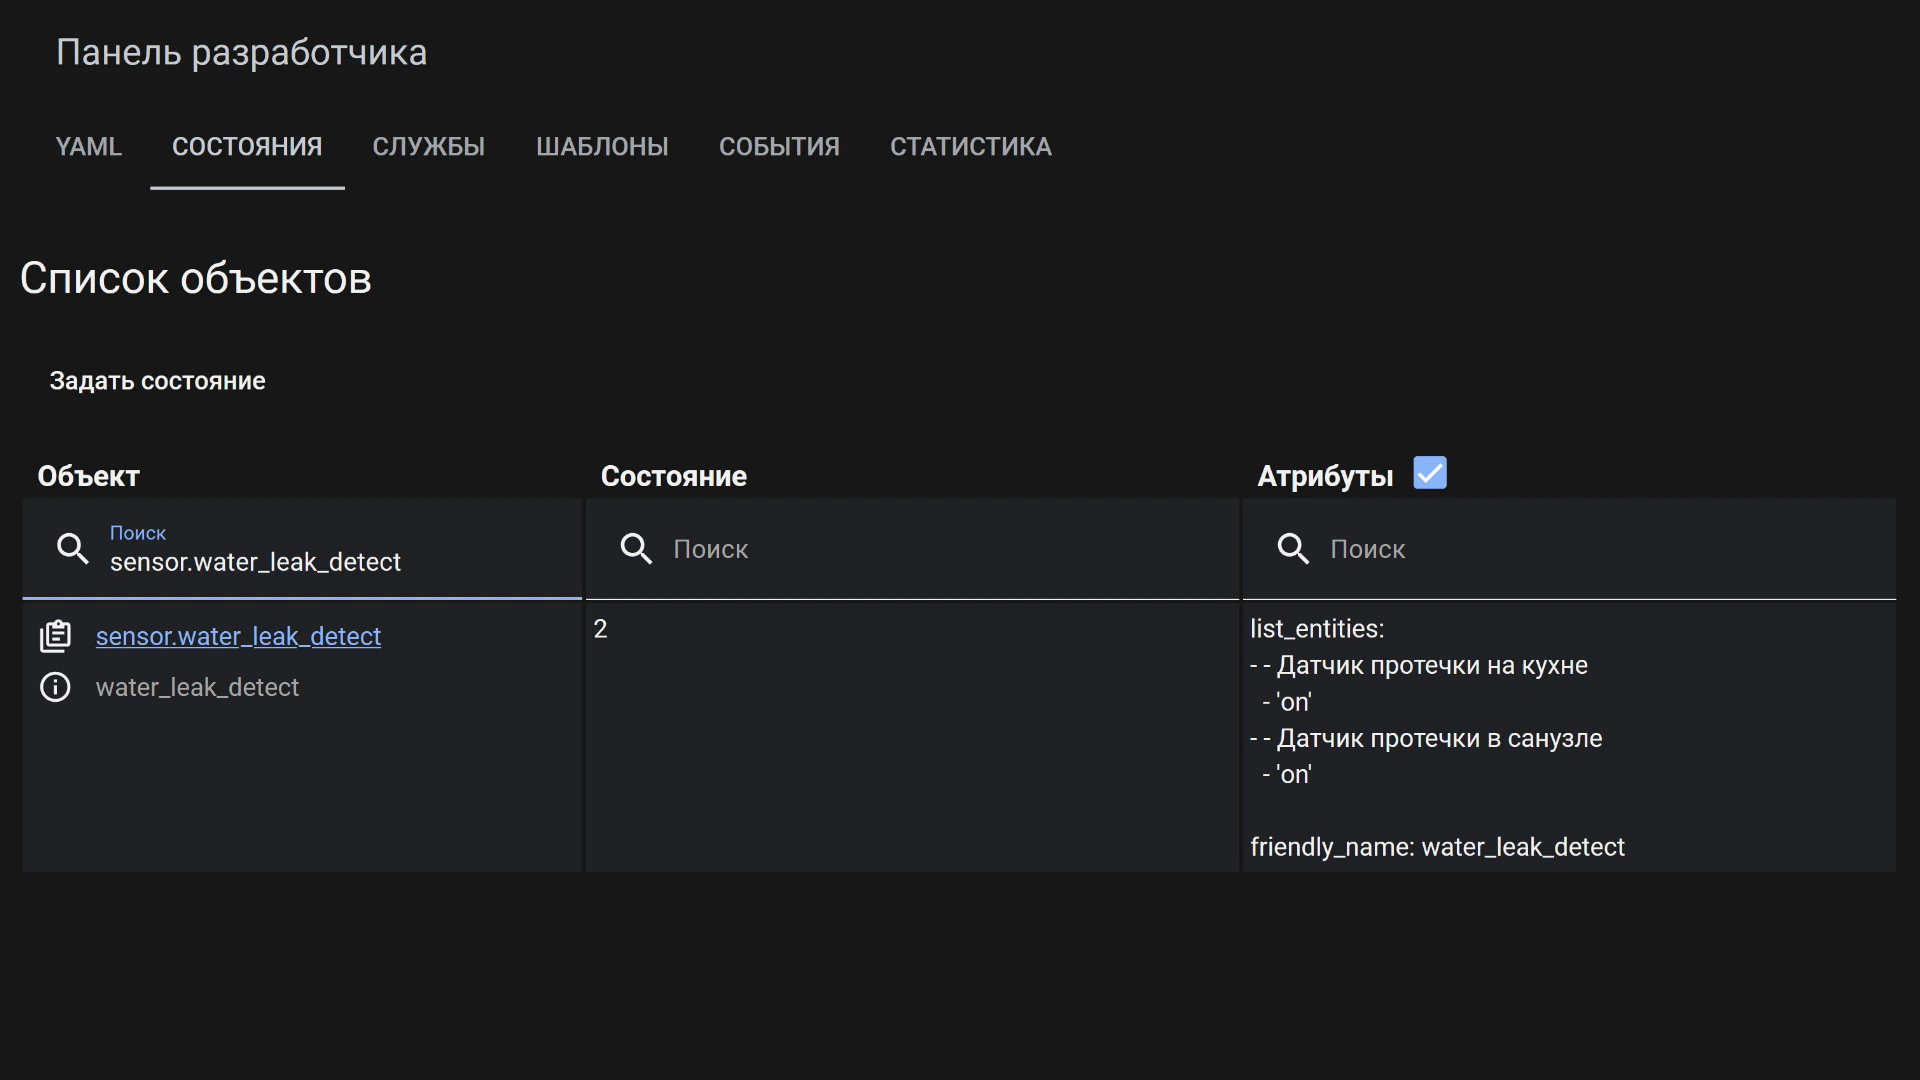 Панель разработчика
YAML СОСТОЯНИЯ СЛУЖБЫ ШАБЛОНЫ СОБЫТИЯ СТАТИСТИКА
Список объектов
Задать состояние
Объект Состояние Атрибуты
Поиск
sensor.water_leak_detect Поиск Поиск
sensor.water_leak_detect 2 list_entities:
- - Датчик протечки на кухне
water_leak_detect
- 'on'
- - Датчик протечки в санузле
- 'on'
friendly_name: water_leak_detect